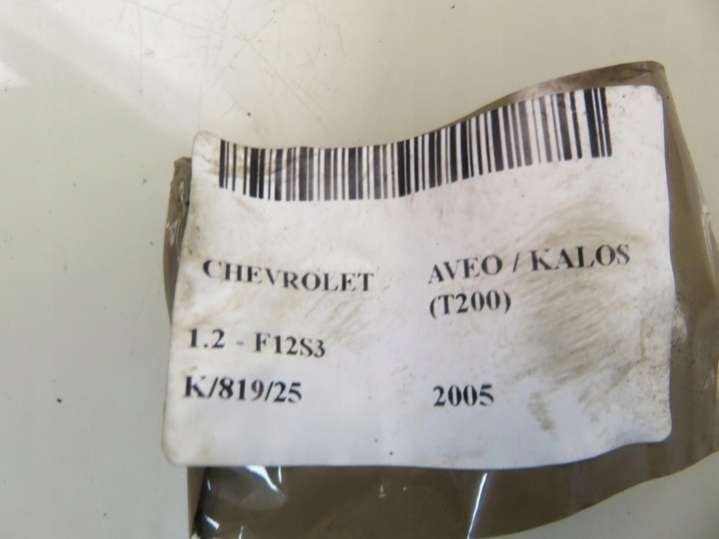 CHEVROLET AVEO / KALOS
(T200)
1.2 - F12S3
K/819/25 2005